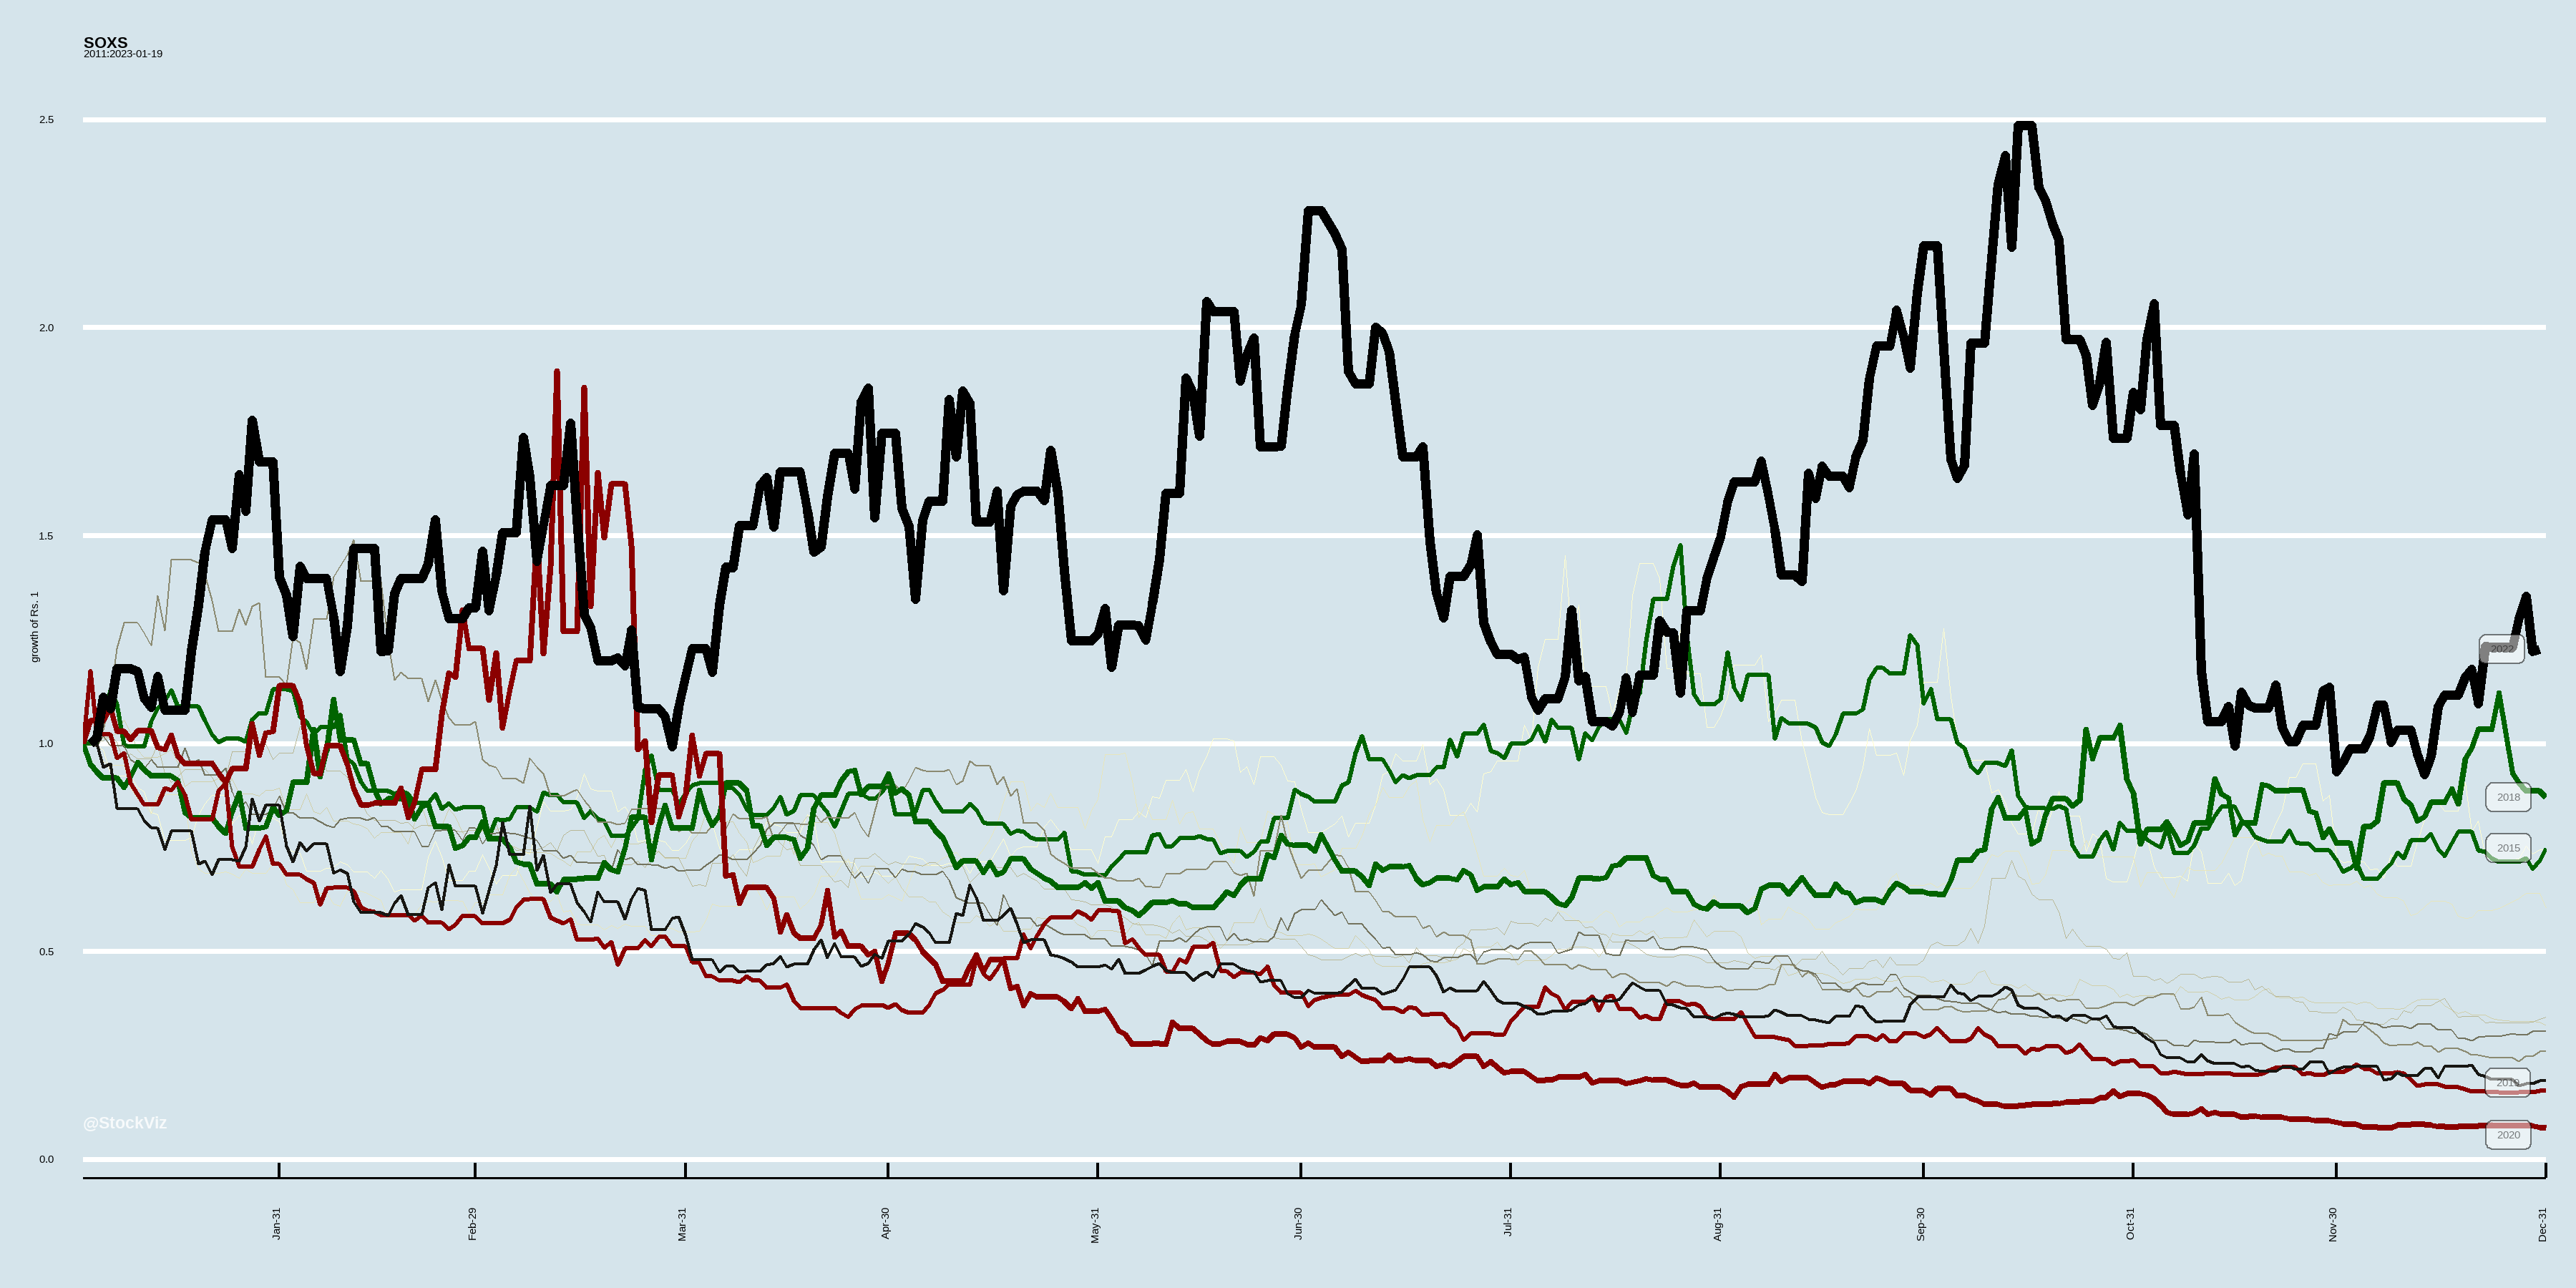 SOXS
2011:2023-01-19
2.5
2.0
1.5
1.0
0.5
0.0
growth of Rs. 1
2022
2018
2015
2019
2020
@StockViz
Jan-31
Feb-29
Mar-31
Apr-30
May-31
Jun-30
Jul-31
Aug-31
Sep-30
Oct-31
Nov-30
Dec-31